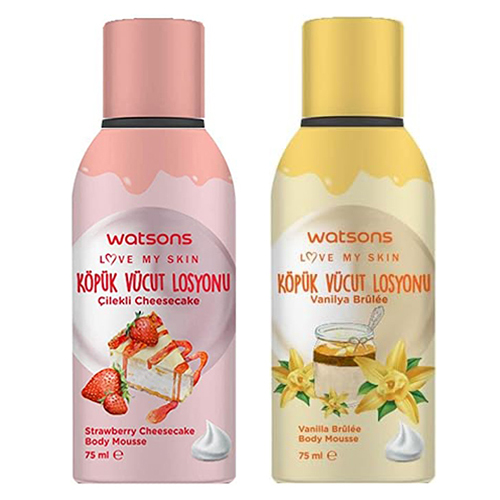 watsons
LOVE MY SKIN
KÖPÜK VÜCUT LOSYONU
Çilekli Cheesecake
Strawberry Cheesecake
Body Mousse
75 ml ℮
watsons
LOVE MY SKIN
KÖPÜK VÜCUT LOSYONU
Vanilya Brûlée
Vanilla Brûlée
Body Mousse
75 ml ℮